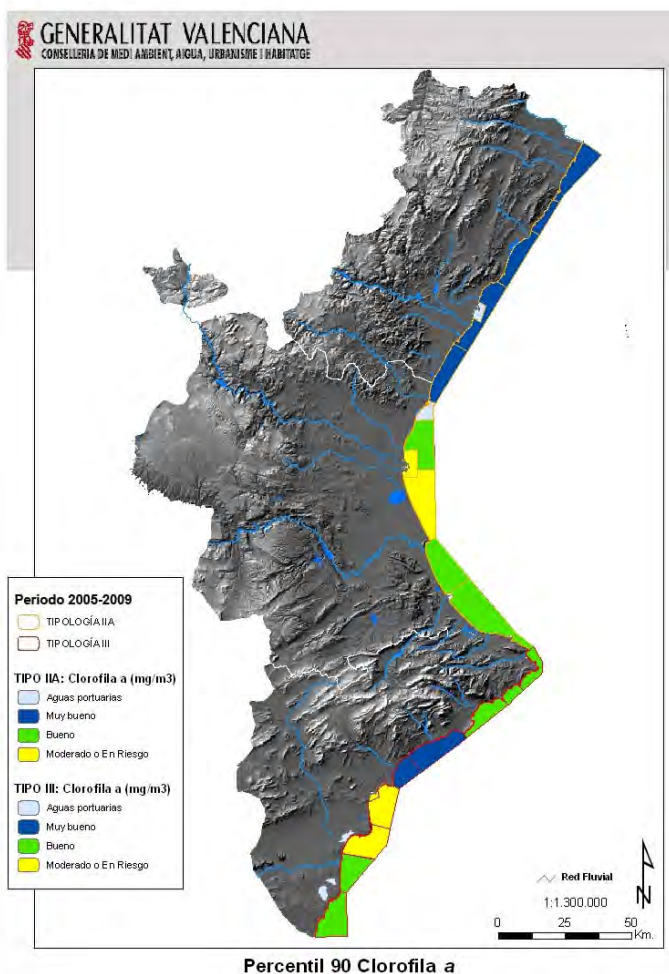 GENERALITAT VALENCIANA
CONSELLERIA DE MEDI AMBIENT, AIGUA, URBANISME I HABITATGE
Periodo 2005-2009
TIPOLOGÍA IIA
TIPOLOGÍA III
TIPO IIA: Clorofila a (mg/m3)
Aguas portuarias
Muy bueno
Bueno
Moderado o En Riesgo
TIPO III: Clorofila a (mg/m3)
Aguas portuarias
Muy bueno
Bueno
Moderado o En Riesgo
Red Fluvial
N
1:1.300.000
0 25 50
Km.
Percentil 90 Clorofila a